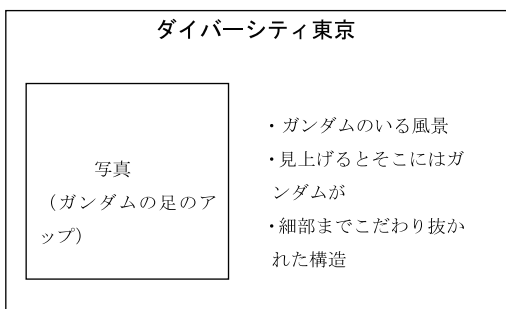 ダイバーシティ東京
写真
（ガンダムの足のア
ップ）
・ガンダムのいる風景
・見上げるとそこにはガ
ンダムが
・細部までこだわり抜か
れた構造